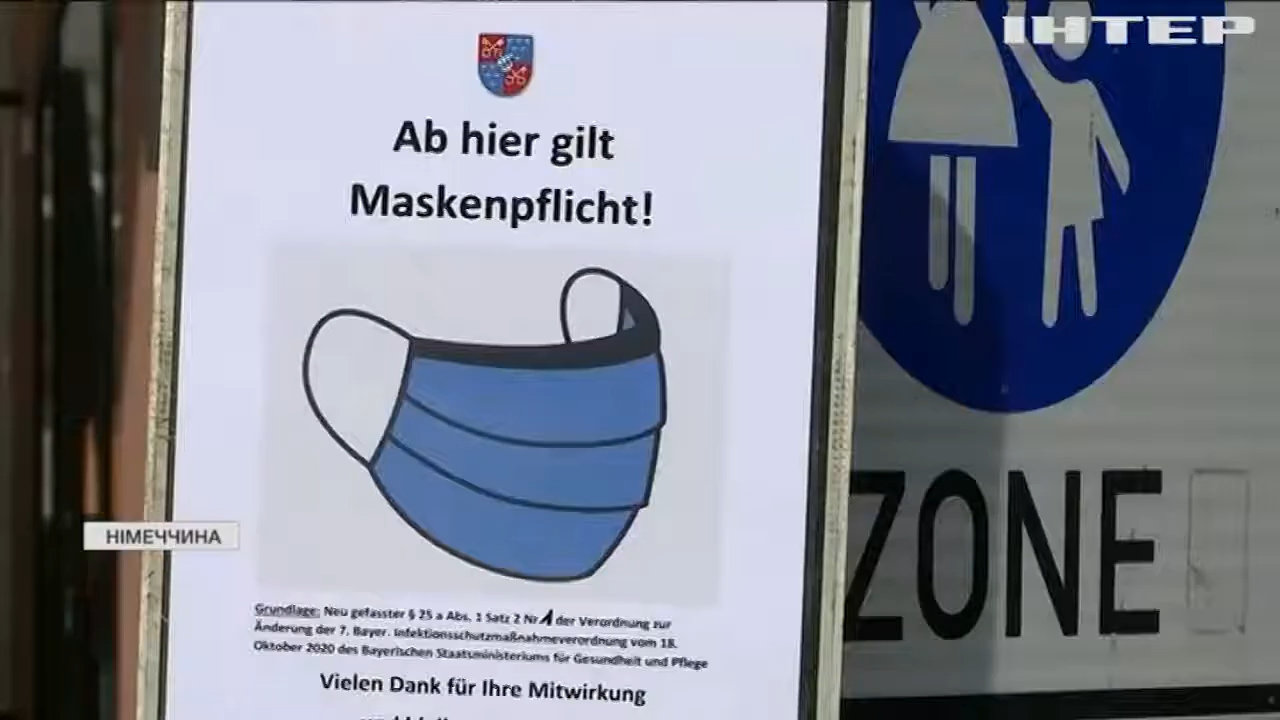 ІНТЕР
Ab hier gilt
Maskenpflicht!
ZONE
НІМЕЧЧИНА
Grundlage: Neu gefasster § 25 a Abs. 1 Satz 2 Nr 1 der Verordnung zur
Änderung der 7. Bayer. Infektionsschutzmaßnahmeverordnung vom 18.
Oktober 2020 des Bayerischen Staatsministeriums für Gesundheit und Pflege
Vielen Dank für Ihre Mitwirkung